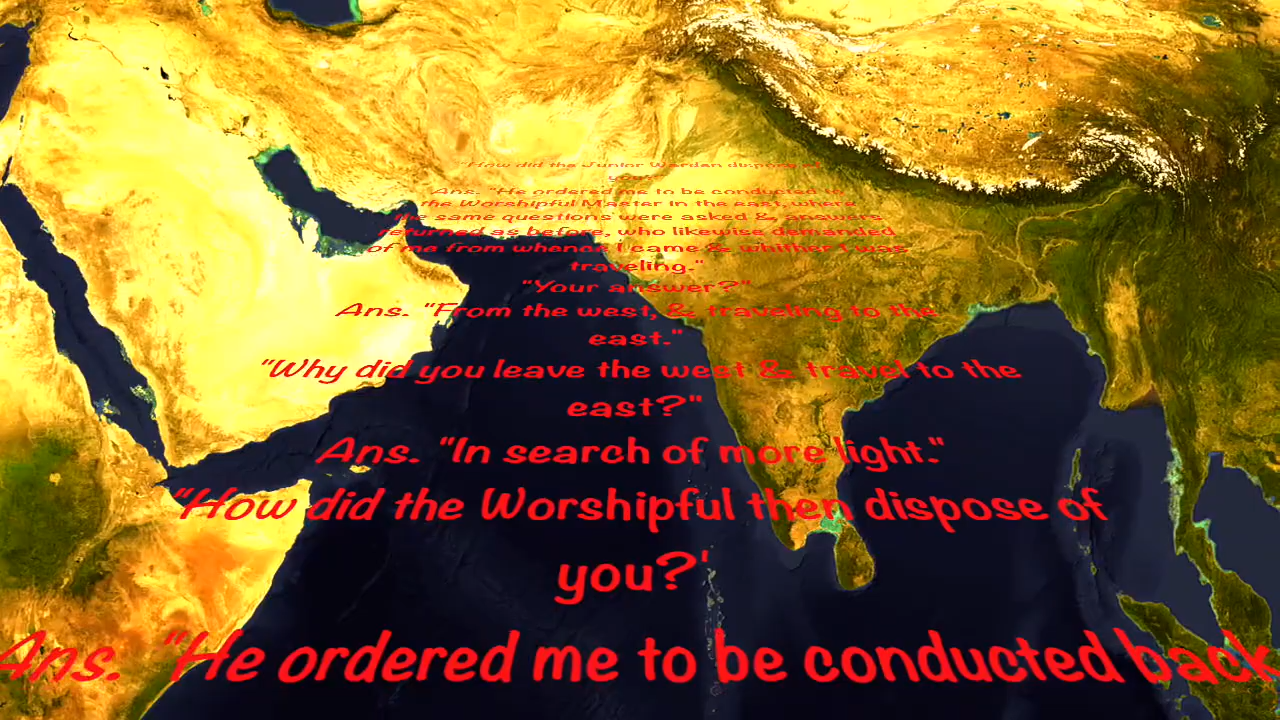 "How did the Junior Warden dispose of
you?"
Ans. "He ordered me to be conducted to
the Worshipful Master in the east, where
the same questions were asked & answers
returned as before, who likewise demanded
of me from whence I came & whither I was
traveling."
"Your answer?"
Ans. "From the west, & traveling to the
east."
"Why did you leave the west & travel to the
east?"
Ans. "In search of more light."
"How did the Worshipful then dispose of
you?'
Ans. "He ordered me to be conducted back